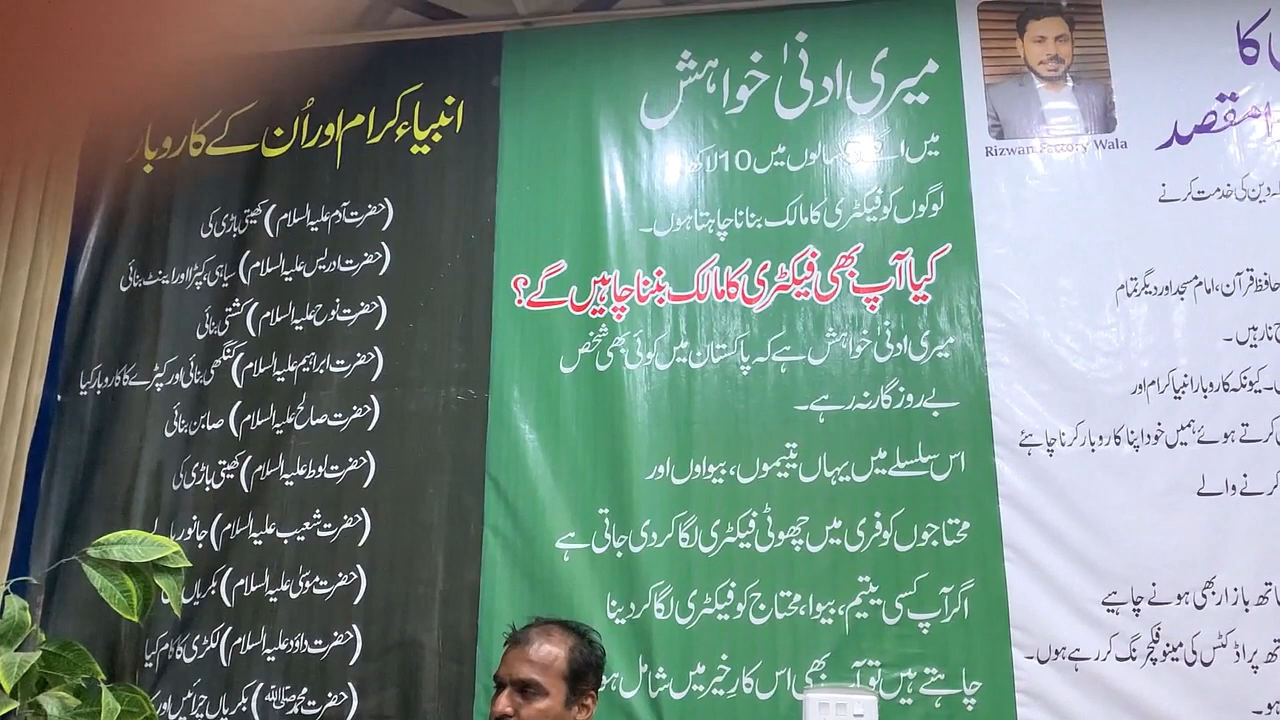 انبیاء کرام اور اُن کے کاروبار
(حضرت آدم علیہ السلام) کھیتی باڑی کی
(حضرت ادریس علیہ السلام) سیاہی، کپڑا اور اینٹ بنائی
(حضرت نوح علیہ السلام) کشتی بنائی
(حضرت ابراہیم علیہ السلام) کنگھی بنائی اور کپڑے کا کاروبار کیا
(حضرت صالح علیہ السلام) صابن بنائی
(حضرت لوط علیہ السلام) کھیتی باڑی کی
(حضرت شعیب علیہ السلام) جانور
(حضرت موسیٰ علیہ السلام) بکریاں
(حضرت داؤد علیہ السلام) لکڑی کا کام کیا
(حضرت محمد ﷺ) بکریاں چرائیں اور
میری ادنیٰ خواہش
میں سالوں میں 10 لاکھ
لوگوں کو فیکٹری کا مالک بنانا چاہتا ہوں۔
کیا آپ بھی فیکٹری کا مالک بننا چاہیں گے؟
میری ادنیٰ خواہش ہے کہ پاکستان میں کوئی بھی شخص
بے روزگار نہ رہے۔
اس سلسلے میں یہاں یتیموں، بیواوں اور
محتاجوں کو فری میں چھوٹی فیکٹری لگا کر دی جاتی ہے
اگر آپ کسی یتیم، بیوا، محتاج کو فیکٹری لگا کر دینا
چاہتے ہیں تو آپ بھی اس کارِ خیر میں شامل
Rizwan Factory Wala
کا
مقصد
دین کی خدمت کرنے
حافظ قرآن، امام مسجد اور دیگر تمام
ہیں۔
کیونکہ کاروبار انبیا کرام اور
کرتے ہوئے ہمیں خود اپنا کاروبار کرنا چاہئے
کرنے والے
بازار بھی ہونے چاہیے
پراڈکٹس کی مینوفیکچرنگ کر رہے ہوں۔
ہو۔